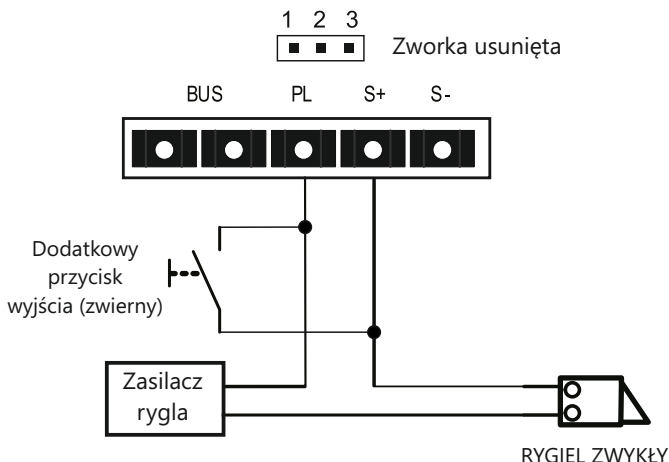 1 2 3
Zworka usunięta
BUS PL S+ S-
Dodatkowy
przycisk
wyjścia (zwierny)
Zasilacz
rygla
RYGIEL ZWYKŁY